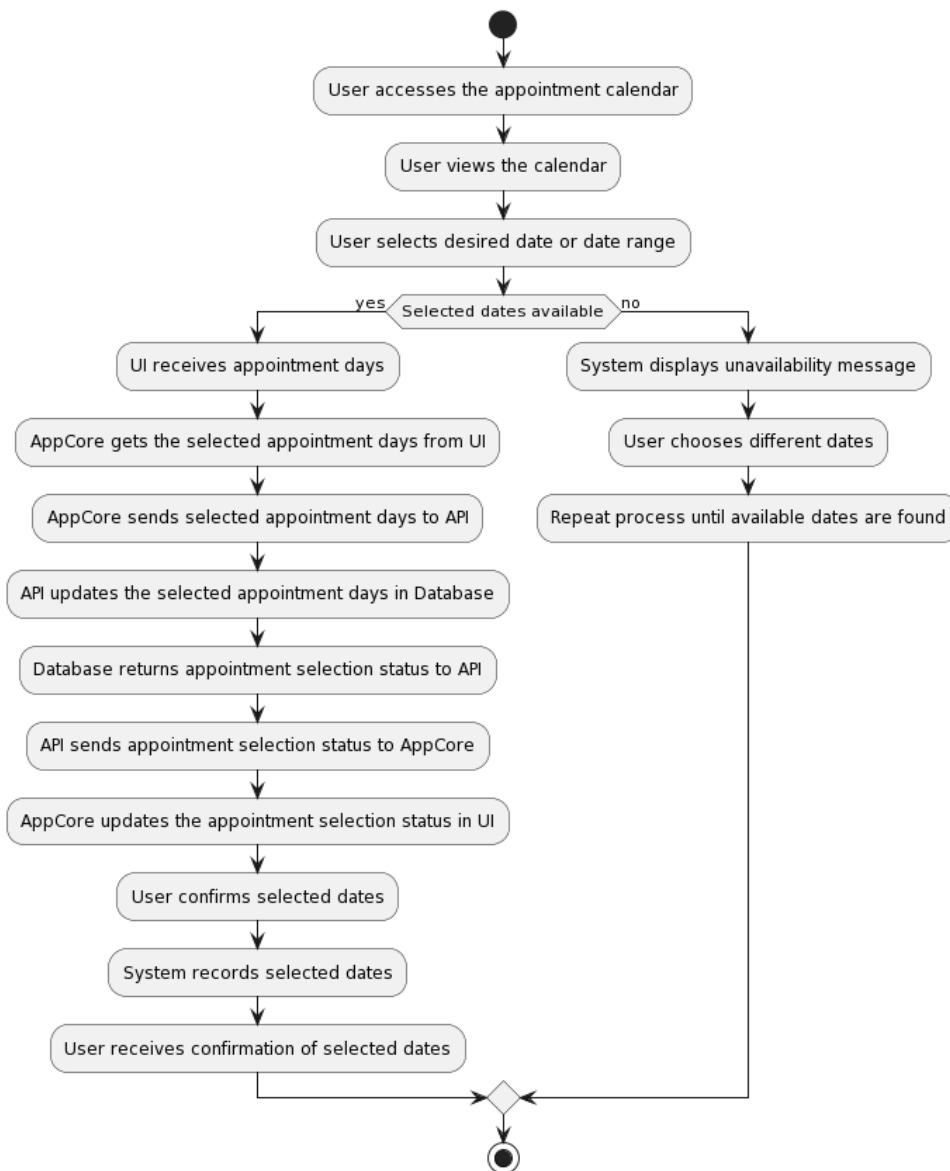 User accesses the appointment calendar
User views the calendar
User selects desired date or date range
yes
Selected dates available
no
UI receives appointment days
System displays unavailability message
AppCore gets the selected appointment days from UI
User chooses different dates
AppCore sends selected appointment days to API
Repeat process until available dates are found
API updates the selected appointment days in Database
Database returns appointment selection status to API
API sends appointment selection status to AppCore
AppCore updates the appointment selection status in UI
User confirms selected dates
System records selected dates
User receives confirmation of selected dates